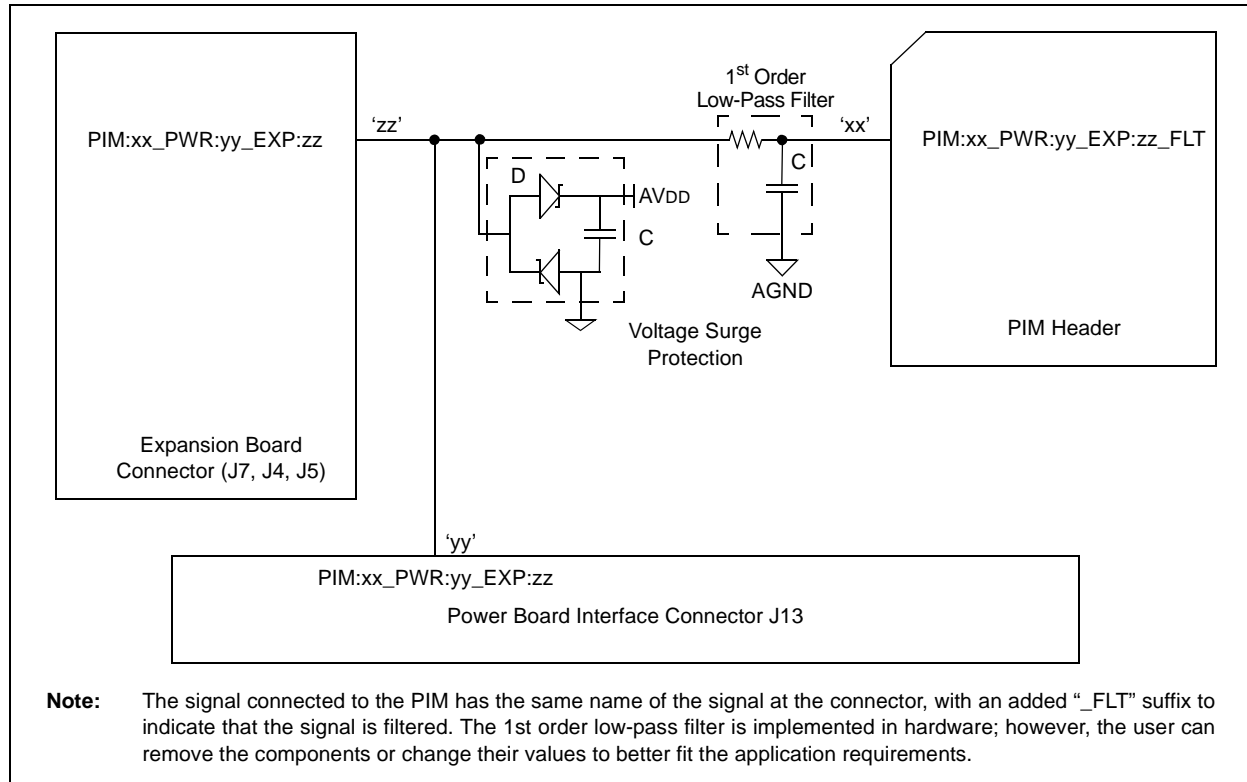 1st Order
Low-Pass Filter
PIM:xx_PWR:yy_EXP:zz
‘zz’
‘xx’
PIM:xx_PWR:yy_EXP:zz_FLT
D
C
AVDD
C
AGND
Voltage Surge
Protection
PIM Header
Expansion Board
Connector (J7, J4, J5)
‘yy’
PIM:xx_PWR:yy_EXP:zz
Power Board Interface Connector J13
Note: The signal connected to the PIM has the same name of the signal at the connector, with an added “_FLT” suffix to
indicate that the signal is filtered. The 1st order low-pass filter is implemented in hardware; however, the user can
remove the components or change their values to better fit the application requirements.